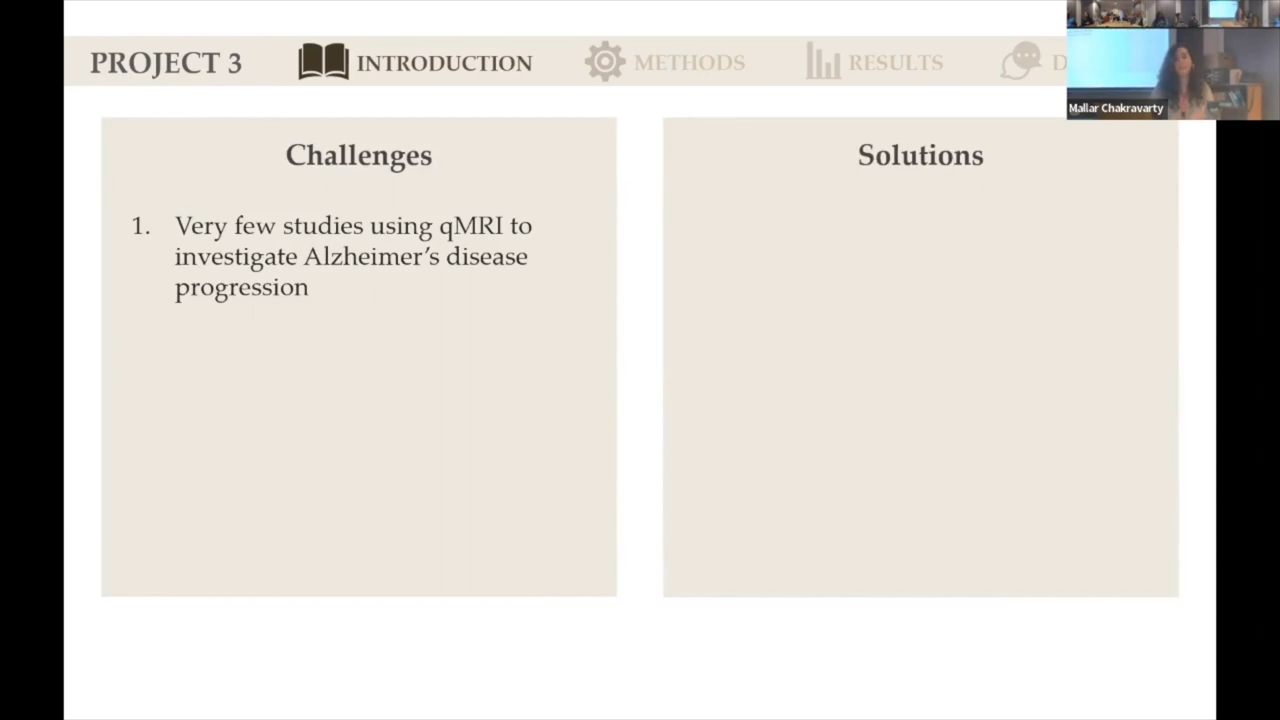 PROJECT 3 INTRODUCTION METHODS RESULTS D
Mallar Chakravarty
Challenges
1. Very few studies using qMRI to
investigate Alzheimer’s disease
progression
Solutions